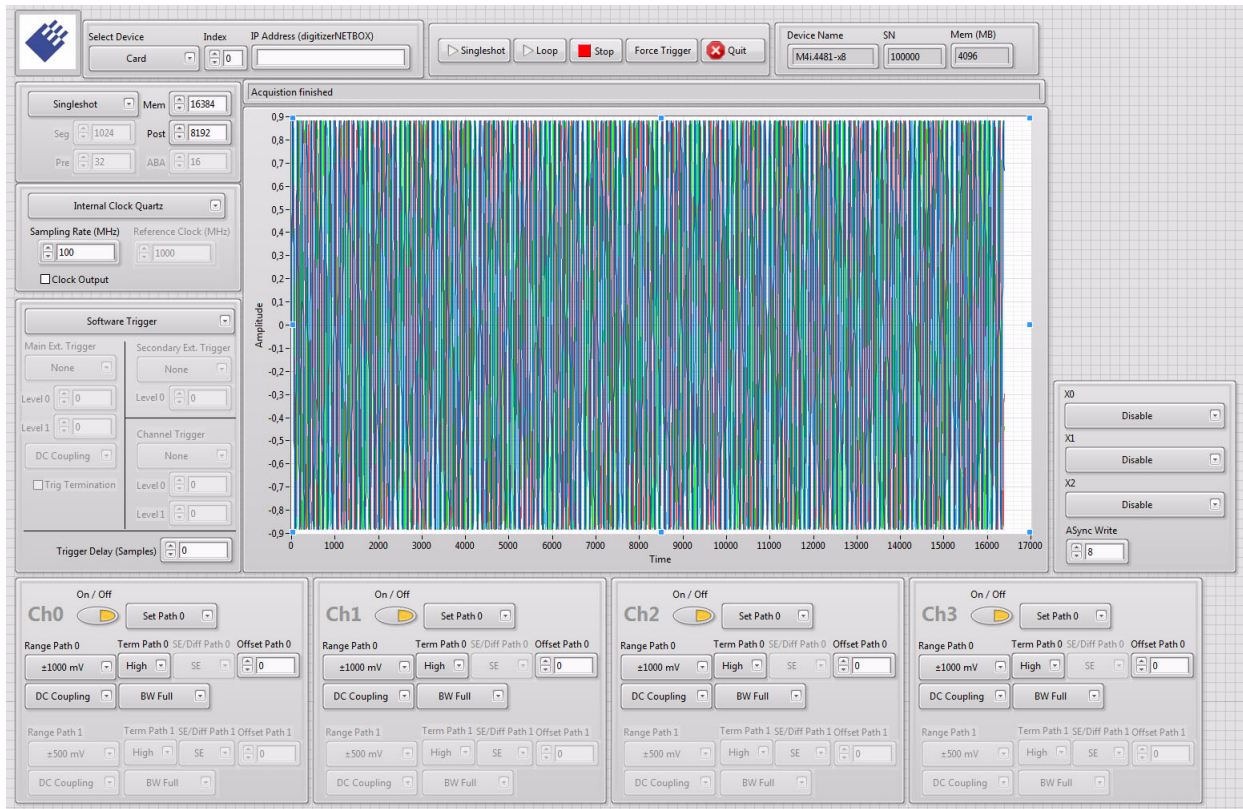 Select Device Index IP Address (digitizerNETBOX)
Card 0
Singleshot Loop Stop Force Trigger Quit
Device Name SN Mem (MB)
M4i.4481-x8 100000 4096
Singleshot Mem 16384
Seg 1024 Post 8192
Pre 32 ABA 16
Internal Clock Quartz
Sampling Rate (MHz) Reference Clock (MHz)
100 1000
Clock Output
Software Trigger
Main Ext. Trigger Secondary Ext. Trigger
None None
Level 0 0 Level 0 0
Level 1 0
Channel Trigger
DC Coupling None
Trig Termination Level 0 0
Level 1 0
Trigger Delay (Samples) 0
Acquistion finished
0,9
0,8
0,7
0,6
0,5
0,4
0,3
0,2
0,1
0
-0,1
-0,2
-0,3
-0,4
-0,5
-0,6
-0,7
-0,8
-0,9
Amplitude
0 1000 2000 3000 4000 5000 6000 7000 8000 9000 10000 11000 12000 13000 14000 15000 16000 17000
Time
X0
Disable
X1
Disable
X2
Disable
ASync Write
8
On / Off
Ch0 Set Path 0
Range Path 0 Term Path 0 SE/Diff Path 0 Offset Path 0
±1000 mV High SE 0
DC Coupling BW Full
Range Path 1 Term Path 1 SE/Diff Path 1 Offset Path 1
±500 mV High SE 0
DC Coupling BW Full
On / Off
Ch1 Set Path 0
Range Path 0 Term Path 0 SE/Diff Path 0 Offset Path 0
±1000 mV High SE 0
DC Coupling BW Full
Range Path 1 Term Path 1 SE/Diff Path 1 Offset Path 1
±500 mV High SE 0
DC Coupling BW Full
On / Off
Ch2 Set Path 0
Range Path 0 Term Path 0 SE/Diff Path 0 Offset Path 0
±1000 mV High SE 0
DC Coupling BW Full
Range Path 1 Term Path 1 SE/Diff Path 1 Offset Path 1
±500 mV High SE 0
DC Coupling BW Full
On / Off
Ch3 Set Path 0
Range Path 0 Term Path 0 SE/Diff Path 0 Offset Path 0
±1000 mV High SE 0
DC Coupling BW Full
Range Path 1 Term Path 1 SE/Diff Path 1 Offset Path 1
±500 mV High SE 0
DC Coupling BW Full